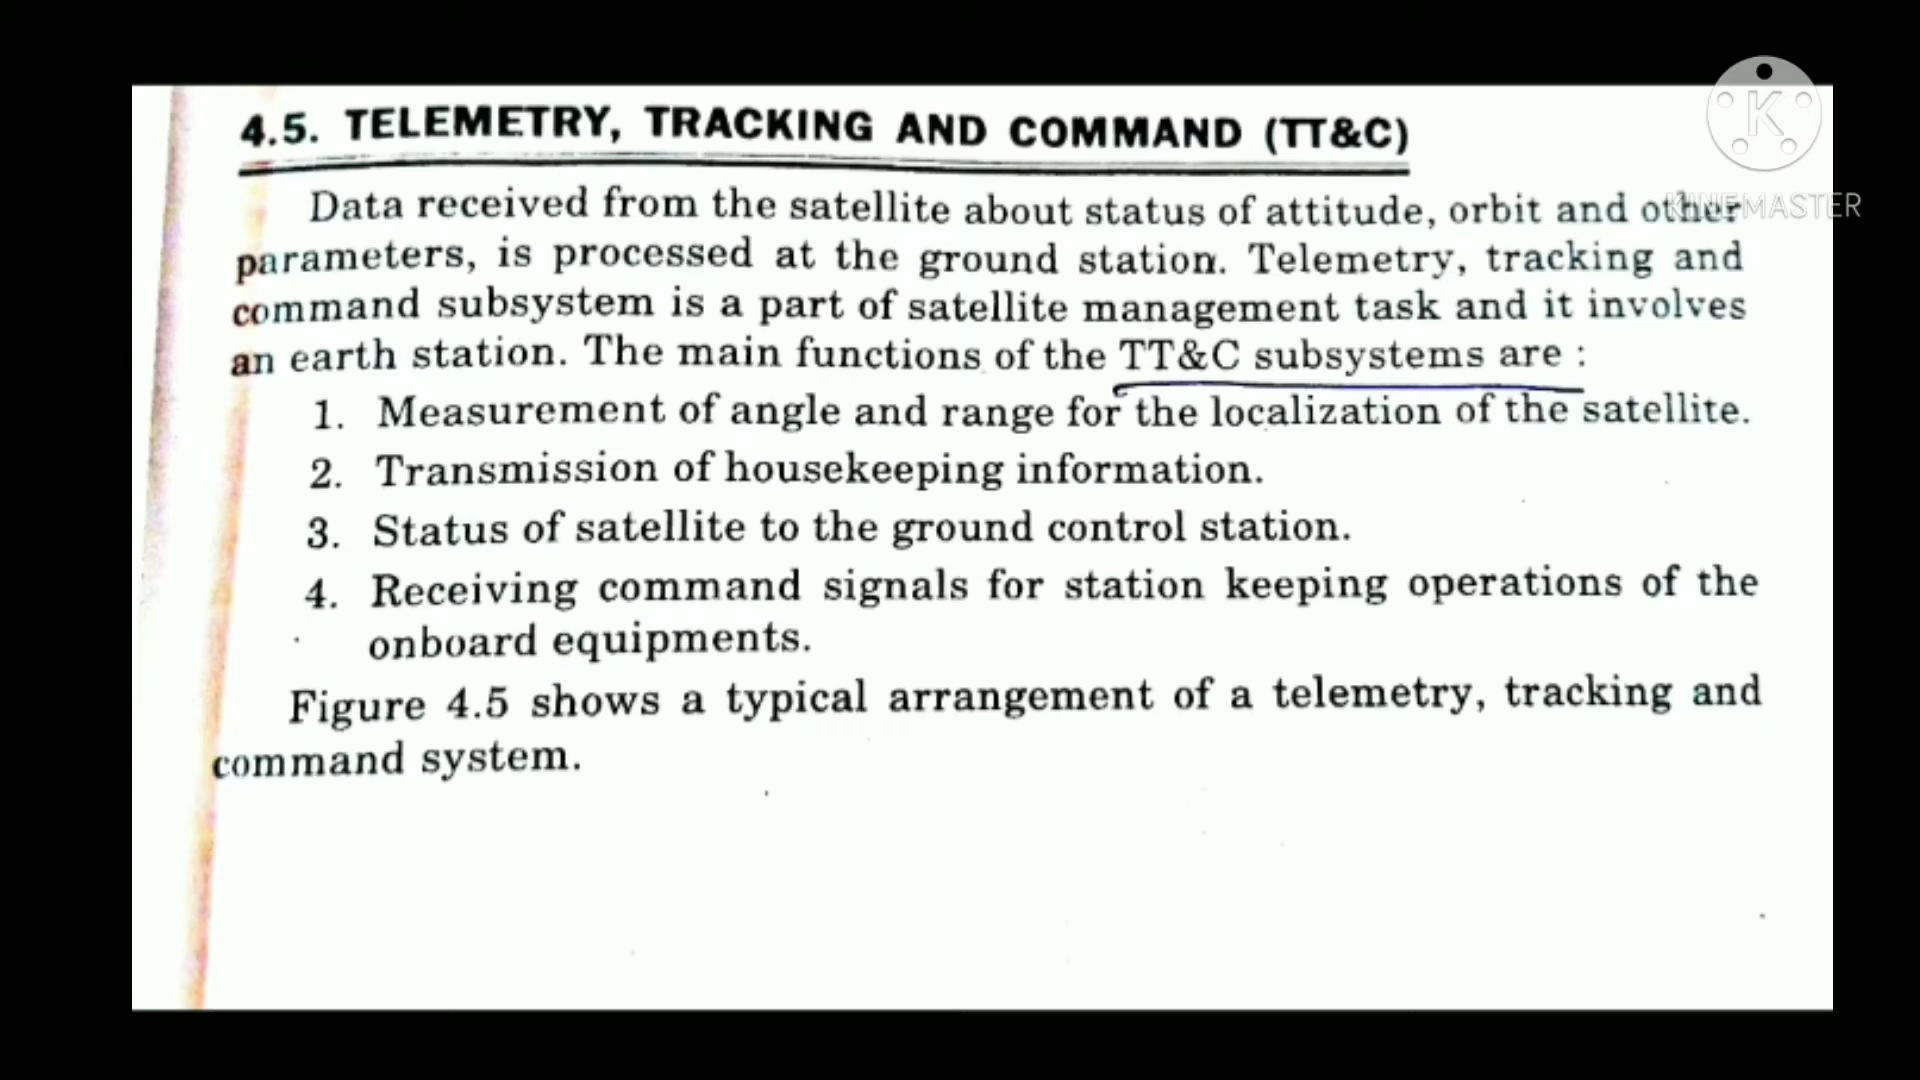 4.5. TELEMETRY, TRACKING AND COMMAND (TT&C)
Data received from the satellite about status of attitude, orbit and other
parameters, is processed at the ground station. Telemetry, tracking and
command subsystem is a part of satellite management task and it involves
an earth station. The main functions of the TT&C subsystems are :
1. Measurement of angle and range for the localization of the satellite.
2. Transmission of housekeeping information.
3. Status of satellite to the ground control station.
4. Receiving command signals for station keeping operations of the
onboard equipments.
Figure 4.5 shows a typical arrangement of a telemetry, tracking and
command system.
K
KINEMASTER